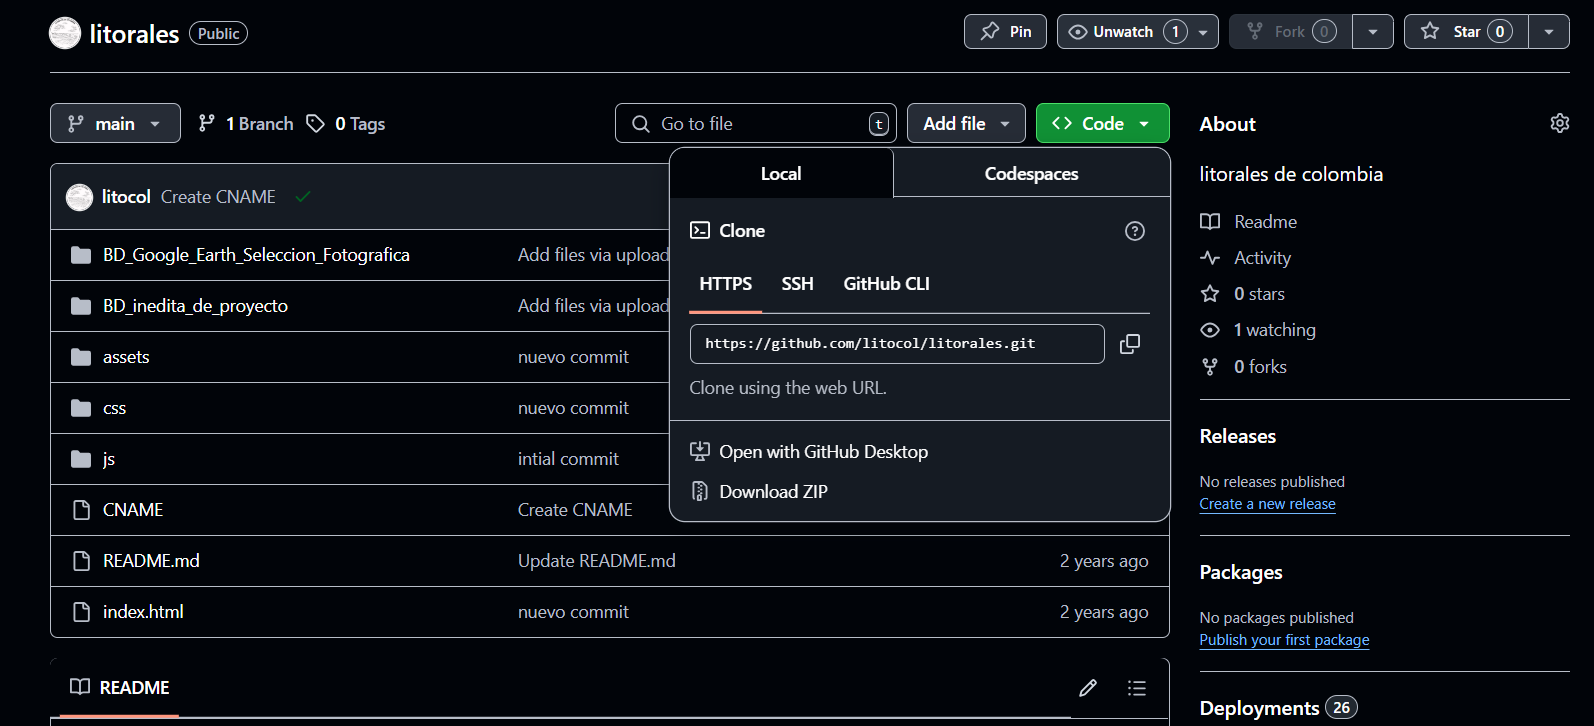 litorales Public
Pin
Unwatch 1
Fork 0
Star 0
main
1 Branch
0 Tags
Go to file
t
Add file
Code
Local
Codespaces
Clone
HTTPS
SSH
GitHub CLI
https://github.com/litocol/litorales.git
Clone using the web URL.
Open with GitHub Desktop
Download ZIP
litocol Create CNAME
BD_Google_Earth_Seleccion_Fotografica Add files via upload
BD_inedita_de_proyecto Add files via upload
assets nuevo commit
css nuevo commit
js intial commit
CNAME Create CNAME
README.md Update README.md 2 years ago
index.html nuevo commit 2 years ago
README
About
litorales de colombia
Readme
Activity
0 stars
1 watching
0 forks
Releases
No releases published
Create a new release
Packages
No packages published
Publish your first package
Deployments 26